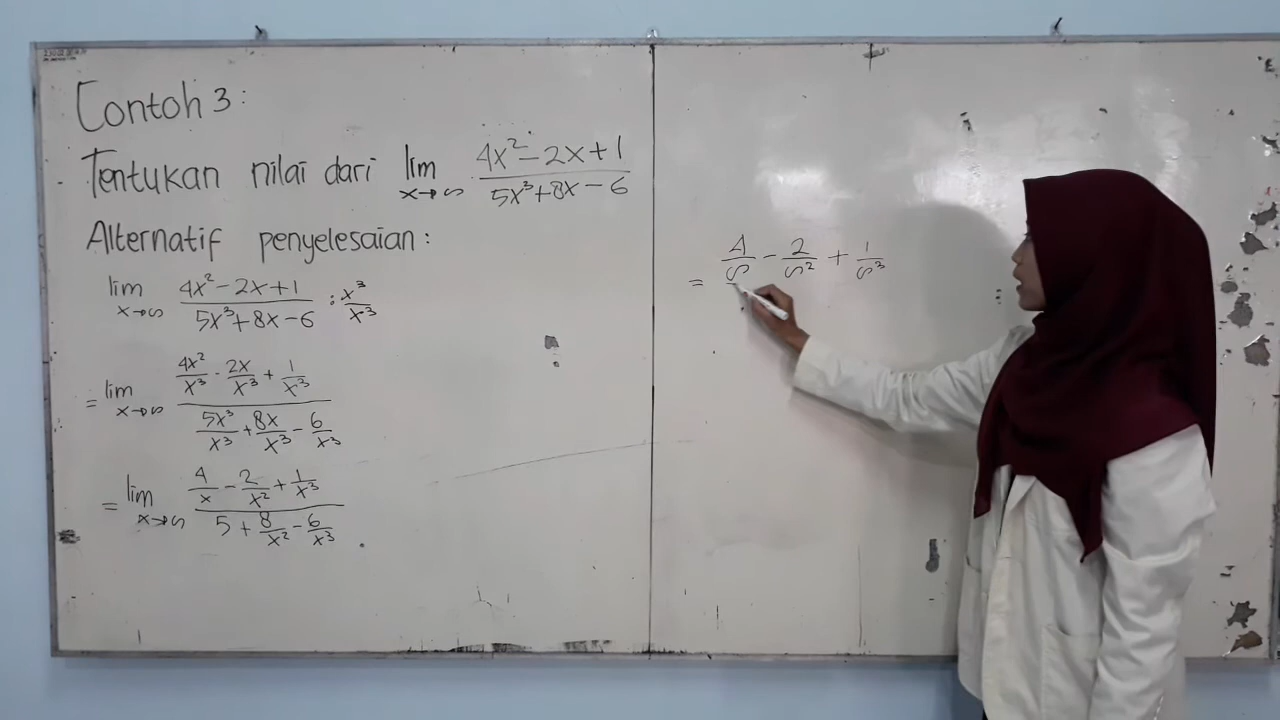 Contoh 3:
Tentukan nilai dari lim x→∞ (4x² − 2x + 1)/(5x³ + 8x − 6)
Alternatif penyelesaian:
lim x→∞ (4x² − 2x + 1)/(5x³ + 8x − 6) : x³/x³
= lim x→∞ (4x²/x³ − 2x/x³ + 1/x³)/(5x³/x³ + 8x/x³ − 6/x³)
= lim x→∞ (4/x − 2/x² + 1/x³)/(5 + 8/x² − 6/x³)
= 4/∞ − 2/∞² + 1/∞³